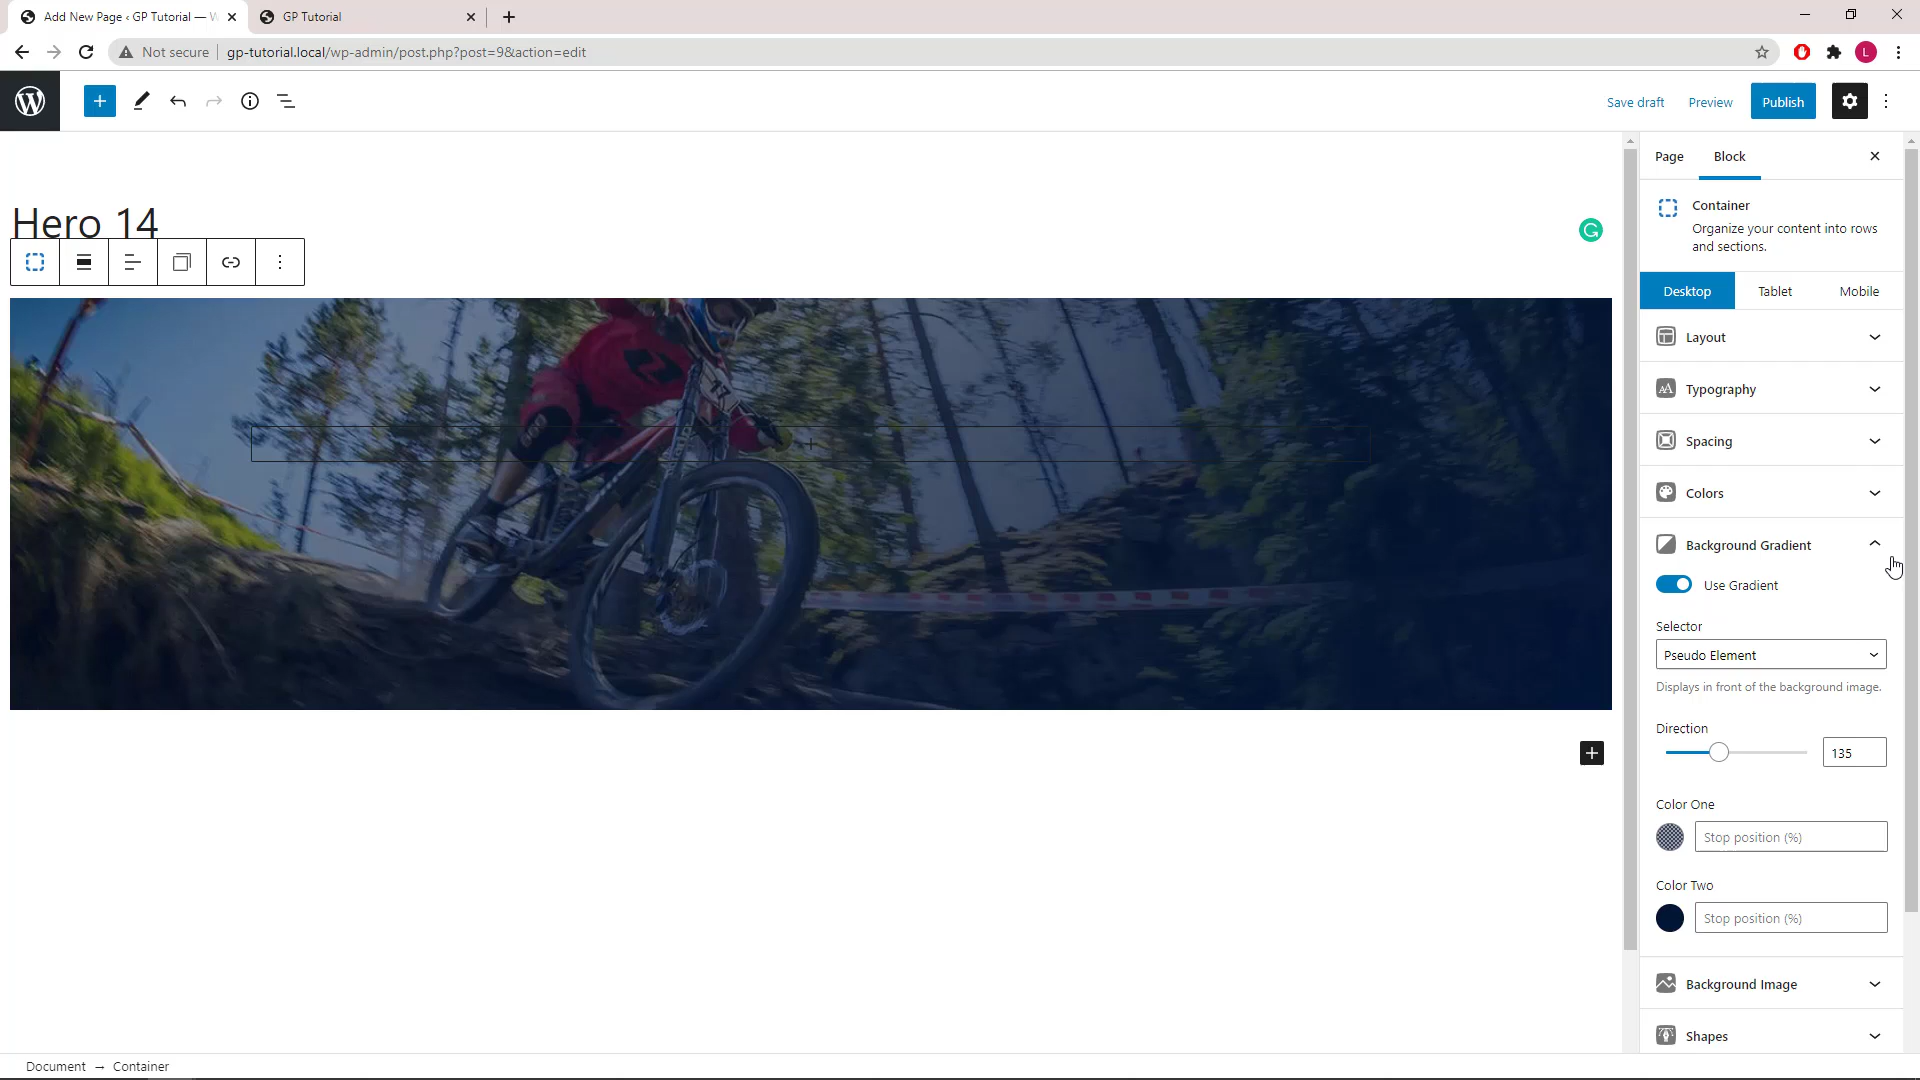 Add New Page ‹ GP Tutorial — W
GP Tutorial
Not secure
gp-tutorial.local/wp-admin/post.php?post=9&action=edit
L
Save draft
Preview
Publish
Page
Block
Hero 14
Container
Organize your content into rows
and sections.
Desktop
Tablet
Mobile
Layout
Typography
Spacing
Colors
Background Gradient
Use Gradient
Selector
Pseudo Element
Displays in front of the background image.
Direction
135
Color One
Stop position (%)
Color Two
Stop position (%)
Background Image
Shapes
Document → Container